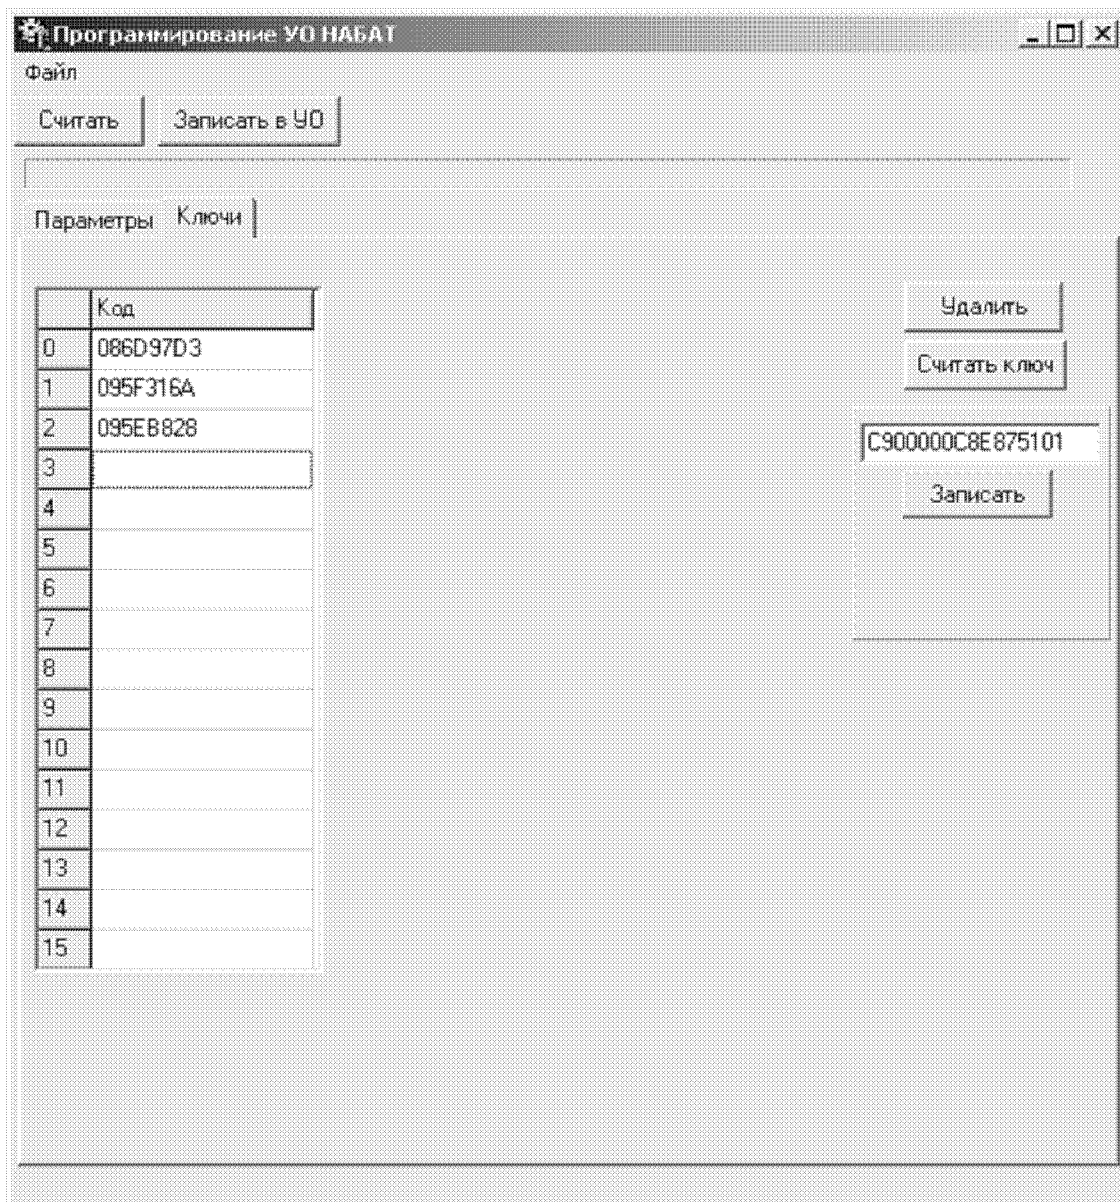 Программирование УО НАБАТ
Файл
Считать Записать в УО
Параметры Ключи
Код
0 086D97D3
1 095F316A
2 095EB828
3
4
5
6
7
8
9
10
11
12
13
14
15
Удалить
Считать ключ
C900000C8E875101
Записать